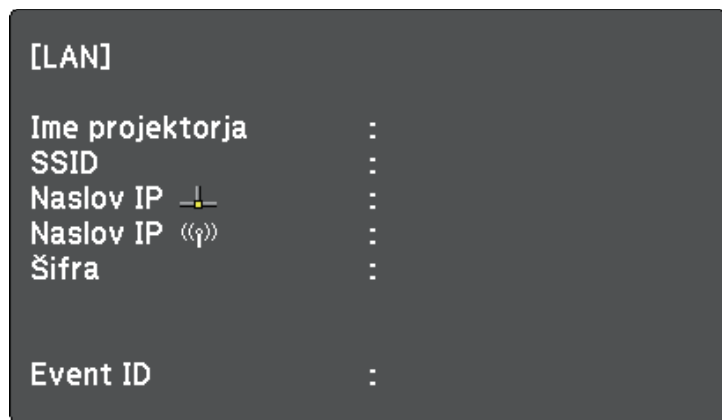 [LAN]
Ime projektorja :
SSID :
Naslov IP :
Naslov IP :
Šifra :
Event ID :